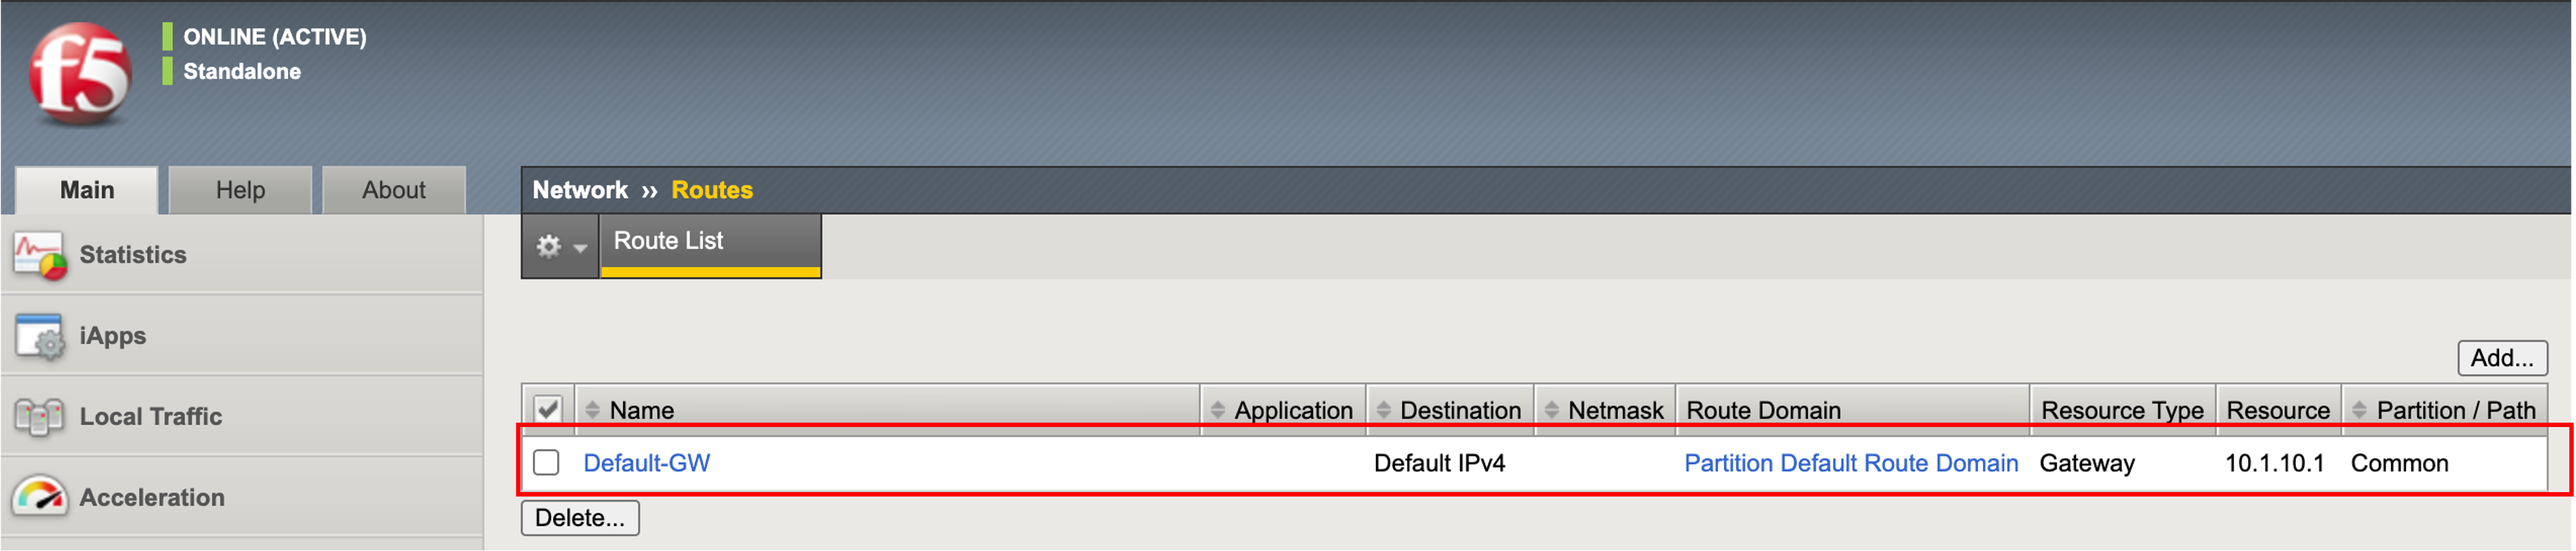 f5
ONLINE (ACTIVE)
Standalone
Main Help About
Network ›› Routes
Route List
Statistics
iApps
Local Traffic
Acceleration
Add...
Name Application Destination Netmask Route Domain Resource Type Resource Partition / Path
Default-GW Default IPv4 Partition Default Route Domain Gateway 10.1.10.1 Common
Delete...